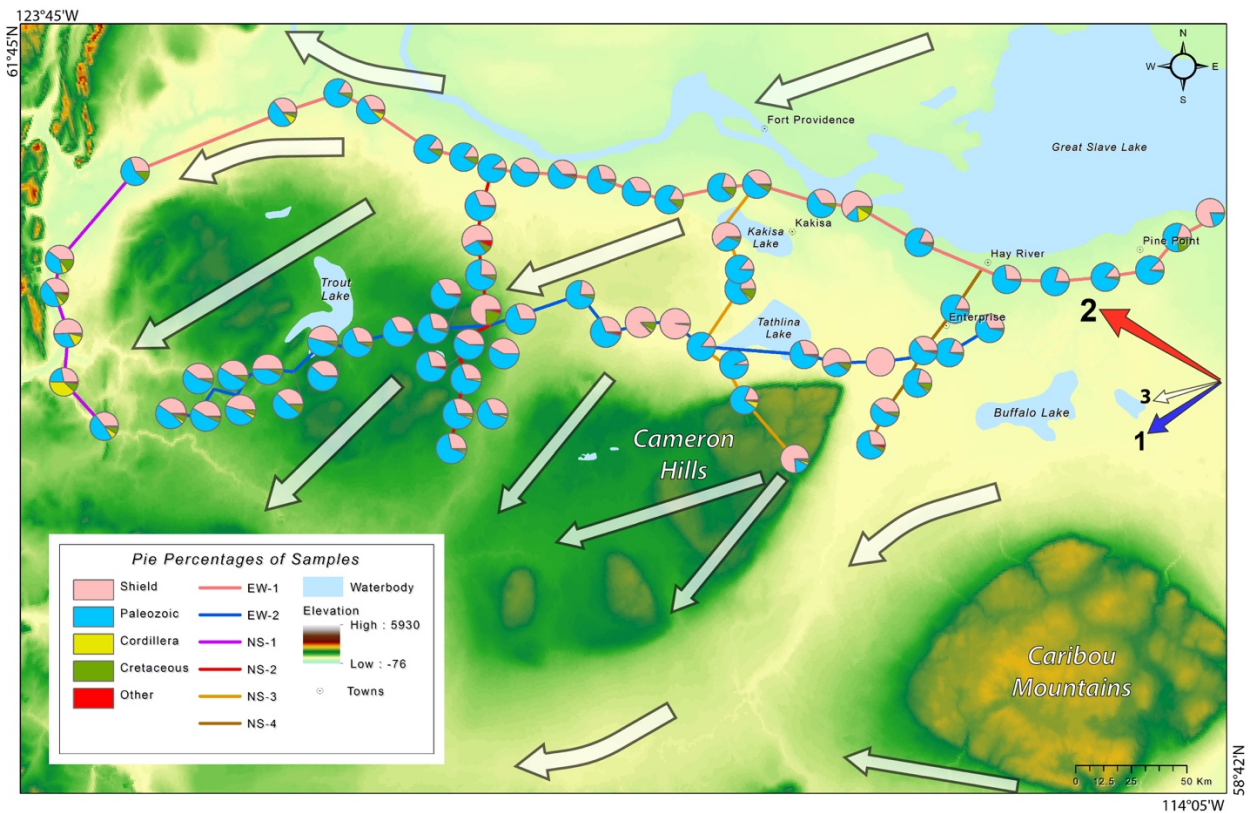 123°45'W
61°45'N
N
W E
S
Fort Providence
Great Slave Lake
Kakisa
Kakisa
Lake
Pine Point
Hay River
Trout
Lake
2
Enterprise
Tathlina
Lake
3
Buffalo Lake
1
Cameron
Hills
Pie Percentages of Samples
Shield
Paleozoic
Cordillera
Cretaceous
Other
EW-1
EW-2
NS-1
NS-2
NS-3
NS-4
Waterbody
Elevation
High : 5930
Low : -76
Towns
Caribou
Mountains
0 12.5 25 50 Km
58°42'N
114°05'W